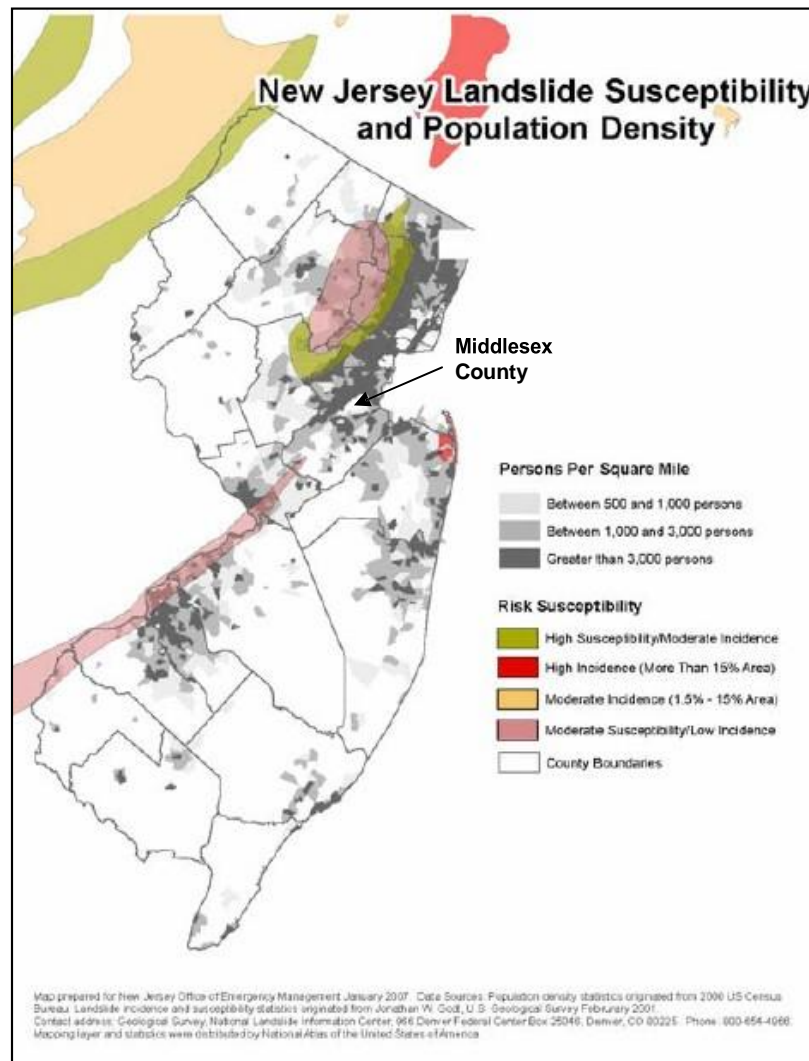 New Jersey Landslide Susceptibility
and Population Density
Middlesex
County
Persons Per Square Mile
Between 500 and 1,000 persons
Between 1,000 and 3,000 persons
Greater than 3,000 persons
Risk Susceptibility
High Susceptibility/Moderate Incidence
High Incidence (More Than 15% Area)
Moderate Incidence (1.5% - 15% Area)
Moderate Susceptibility/Low Incidence
County Boundaries
Map prepared for New Jersey Office of Emergency Management January 2007. Data Sources: Population density statistics originated from 2000 US Census
Bureau. Landslide incidence and susceptibility statistics originated from Jonathan W. Godt, U.S. Geological Survey February 2001.
Contact address: Geological Survey, National Landslide Information Center, 966 Denver Federal Center Box 25046, Denver, CO 80225. Phone: 800-654-4966.
Mapping layer and statistics were distributed by National Atlas of the United States of America